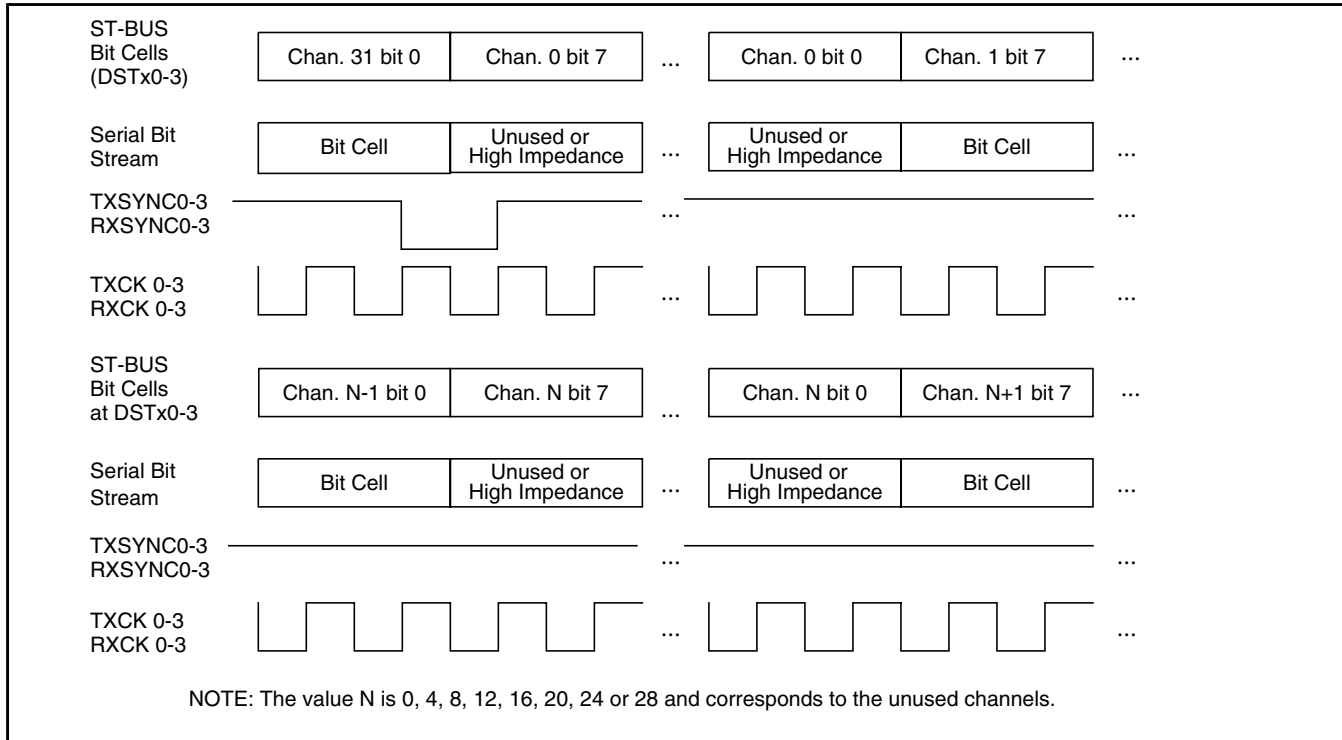 ST-BUS
Bit Cells
(DSTx0-3)
Chan. 31 bit 0
Chan. 0 bit 7
...
Chan. 0 bit 0
Chan. 1 bit 7
...
Serial Bit
Stream
Bit Cell
Unused or
High Impedance
...
Unused or
High Impedance
Bit Cell
...
TXSYNC0-3
RXSYNC0-3
...
...
TXCK 0-3
RXCK 0-3
...
...
ST-BUS
Bit Cells
at DSTx0-3
Chan. N-1 bit 0
Chan. N bit 7
...
Chan. N bit 0
Chan. N+1 bit 7
...
Serial Bit
Stream
Bit Cell
Unused or
High Impedance
...
Unused or
High Impedance
Bit Cell
...
TXSYNC0-3
RXSYNC0-3
...
...
TXCK 0-3
RXCK 0-3
...
...
NOTE: The value N is 0, 4, 8, 12, 16, 20, 24 or 28 and corresponds to the unused channels.